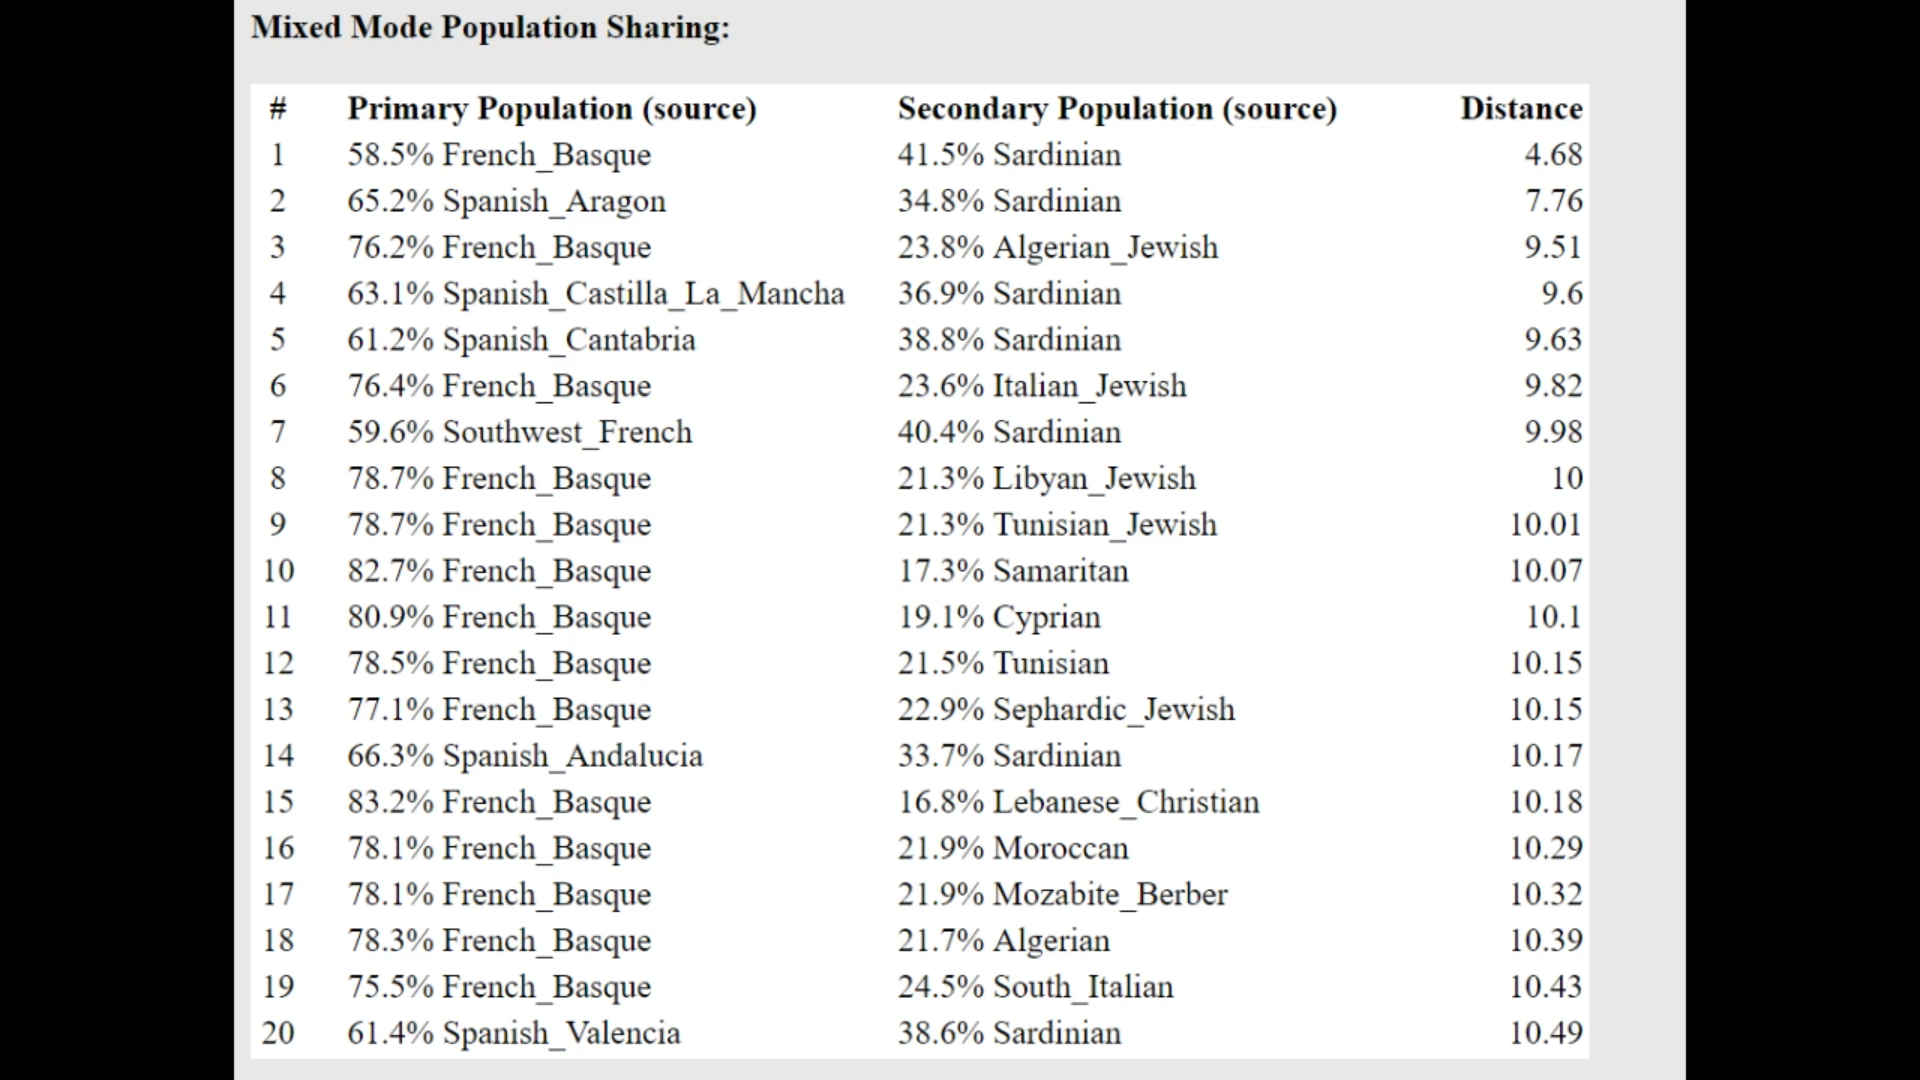 Mixed Mode Population Sharing:
# Primary Population (source) Secondary Population (source) Distance
1 58.5% French_Basque 41.5% Sardinian 4.68
2 65.2% Spanish_Aragon 34.8% Sardinian 7.76
3 76.2% French_Basque 23.8% Algerian_Jewish 9.51
4 63.1% Spanish_Castilla_La_Mancha 36.9% Sardinian 9.6
5 61.2% Spanish_Cantabria 38.8% Sardinian 9.63
6 76.4% French_Basque 23.6% Italian_Jewish 9.82
7 59.6% Southwest_French 40.4% Sardinian 9.98
8 78.7% French_Basque 21.3% Libyan_Jewish 10
9 78.7% French_Basque 21.3% Tunisian_Jewish 10.01
10 82.7% French_Basque 17.3% Samaritan 10.07
11 80.9% French_Basque 19.1% Cyprian 10.1
12 78.5% French_Basque 21.5% Tunisian 10.15
13 77.1% French_Basque 22.9% Sephardic_Jewish 10.15
14 66.3% Spanish_Andalucia 33.7% Sardinian 10.17
15 83.2% French_Basque 16.8% Lebanese_Christian 10.18
16 78.1% French_Basque 21.9% Moroccan 10.29
17 78.1% French_Basque 21.9% Mozabite_Berber 10.32
18 78.3% French_Basque 21.7% Algerian 10.39
19 75.5% French_Basque 24.5% South_Italian 10.43
20 61.4% Spanish_Valencia 38.6% Sardinian 10.49